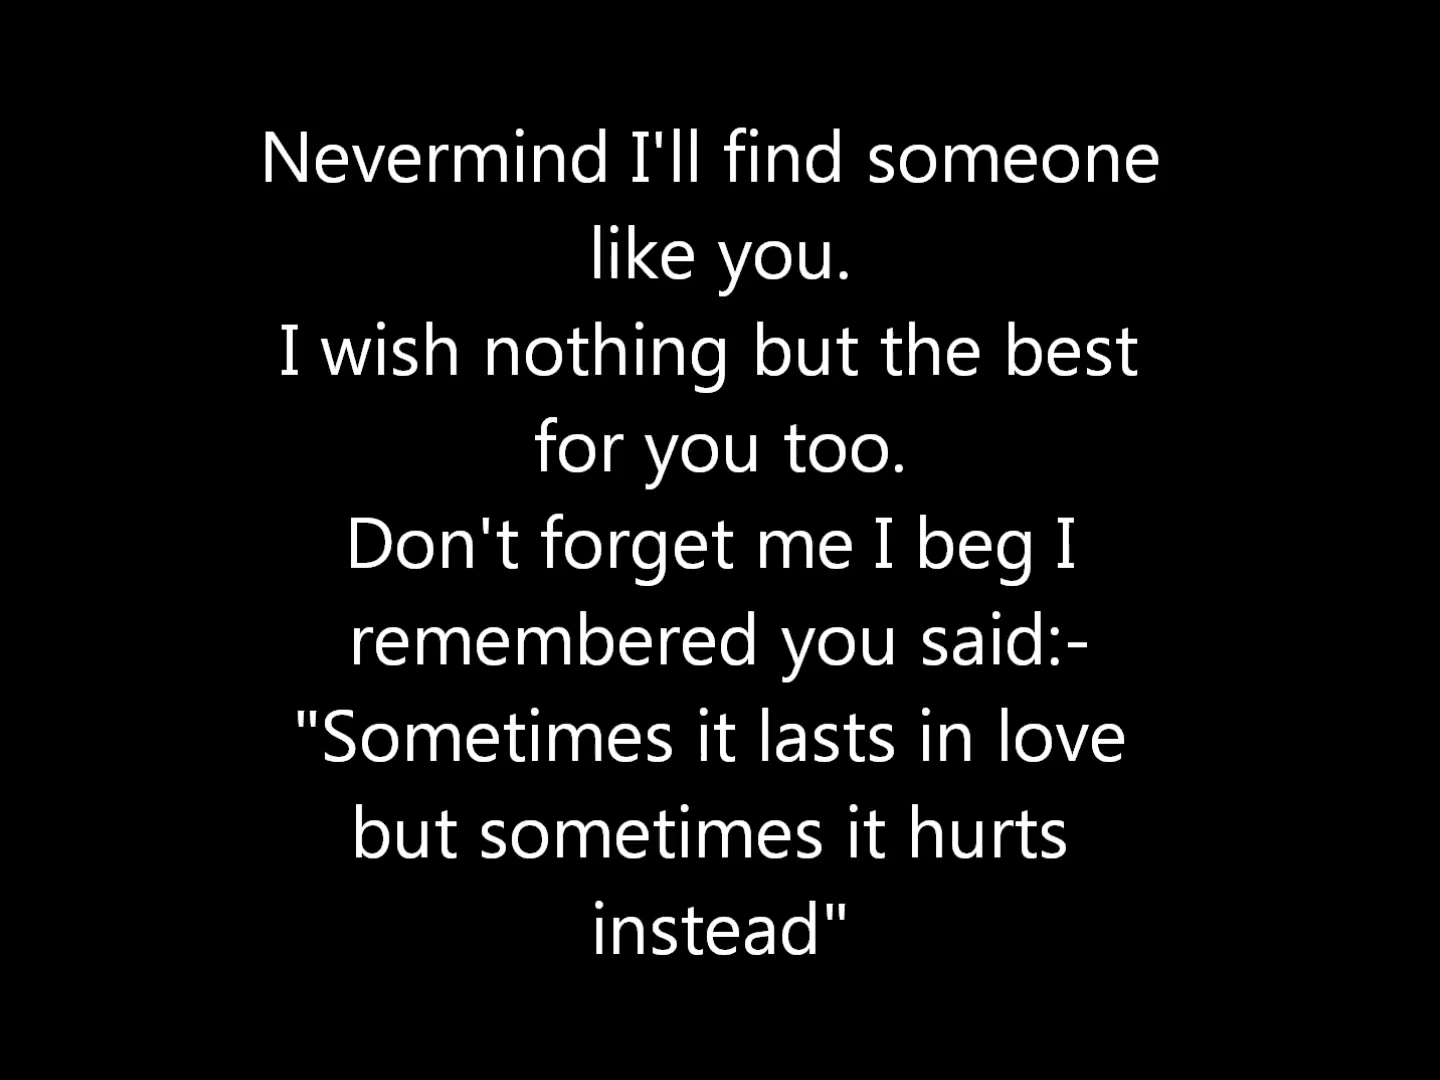 Nevermind I'll find someone
like you.
I wish nothing but the best
for you too.
Don't forget me I beg I
remembered you said:-
"Sometimes it lasts in love
but sometimes it hurts
instead"